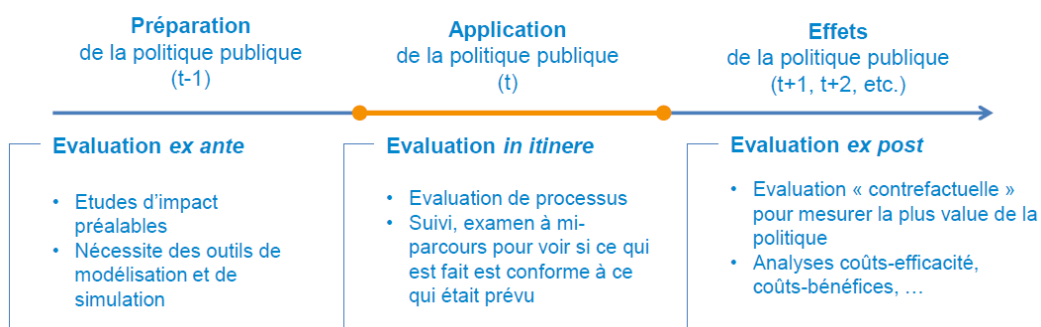 Préparation
de la politique publique
(t-1)
Application
de la politique publique
(t)
Effets
de la politique publique
(t+1, t+2, etc.)
Evaluation ex ante
• Etudes d'impact
préalables
• Nécessite des outils de
modélisation et de
simulation
Evaluation in itinere
• Evaluation de processus
• Suivi, examen à mi-
parcours pour voir si ce qui
est fait est conforme à ce
qui était prévu
Evaluation ex post
• Evaluation « contrefactuelle »
pour mesurer la plus value de la
politique
• Analyses coûts-efficacité,
coûts-bénéfices, …